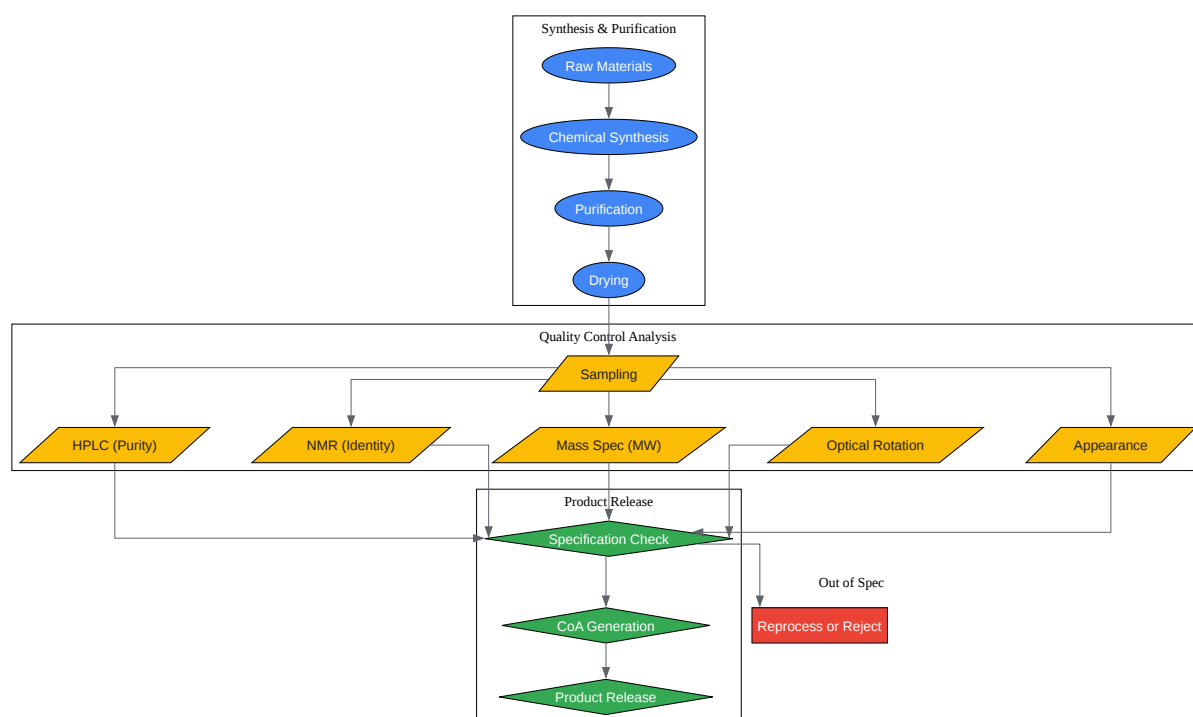 Synthesis & Purification
Raw Materials
Chemical Synthesis
Purification
Drying
Quality Control Analysis
Sampling
HPLC (Purity)
NMR (Identity)
Mass Spec (MW)
Optical Rotation
Appearance
Product Release
Specification Check
Out of Spec
CoA Generation
Reprocess or Reject
Product Release